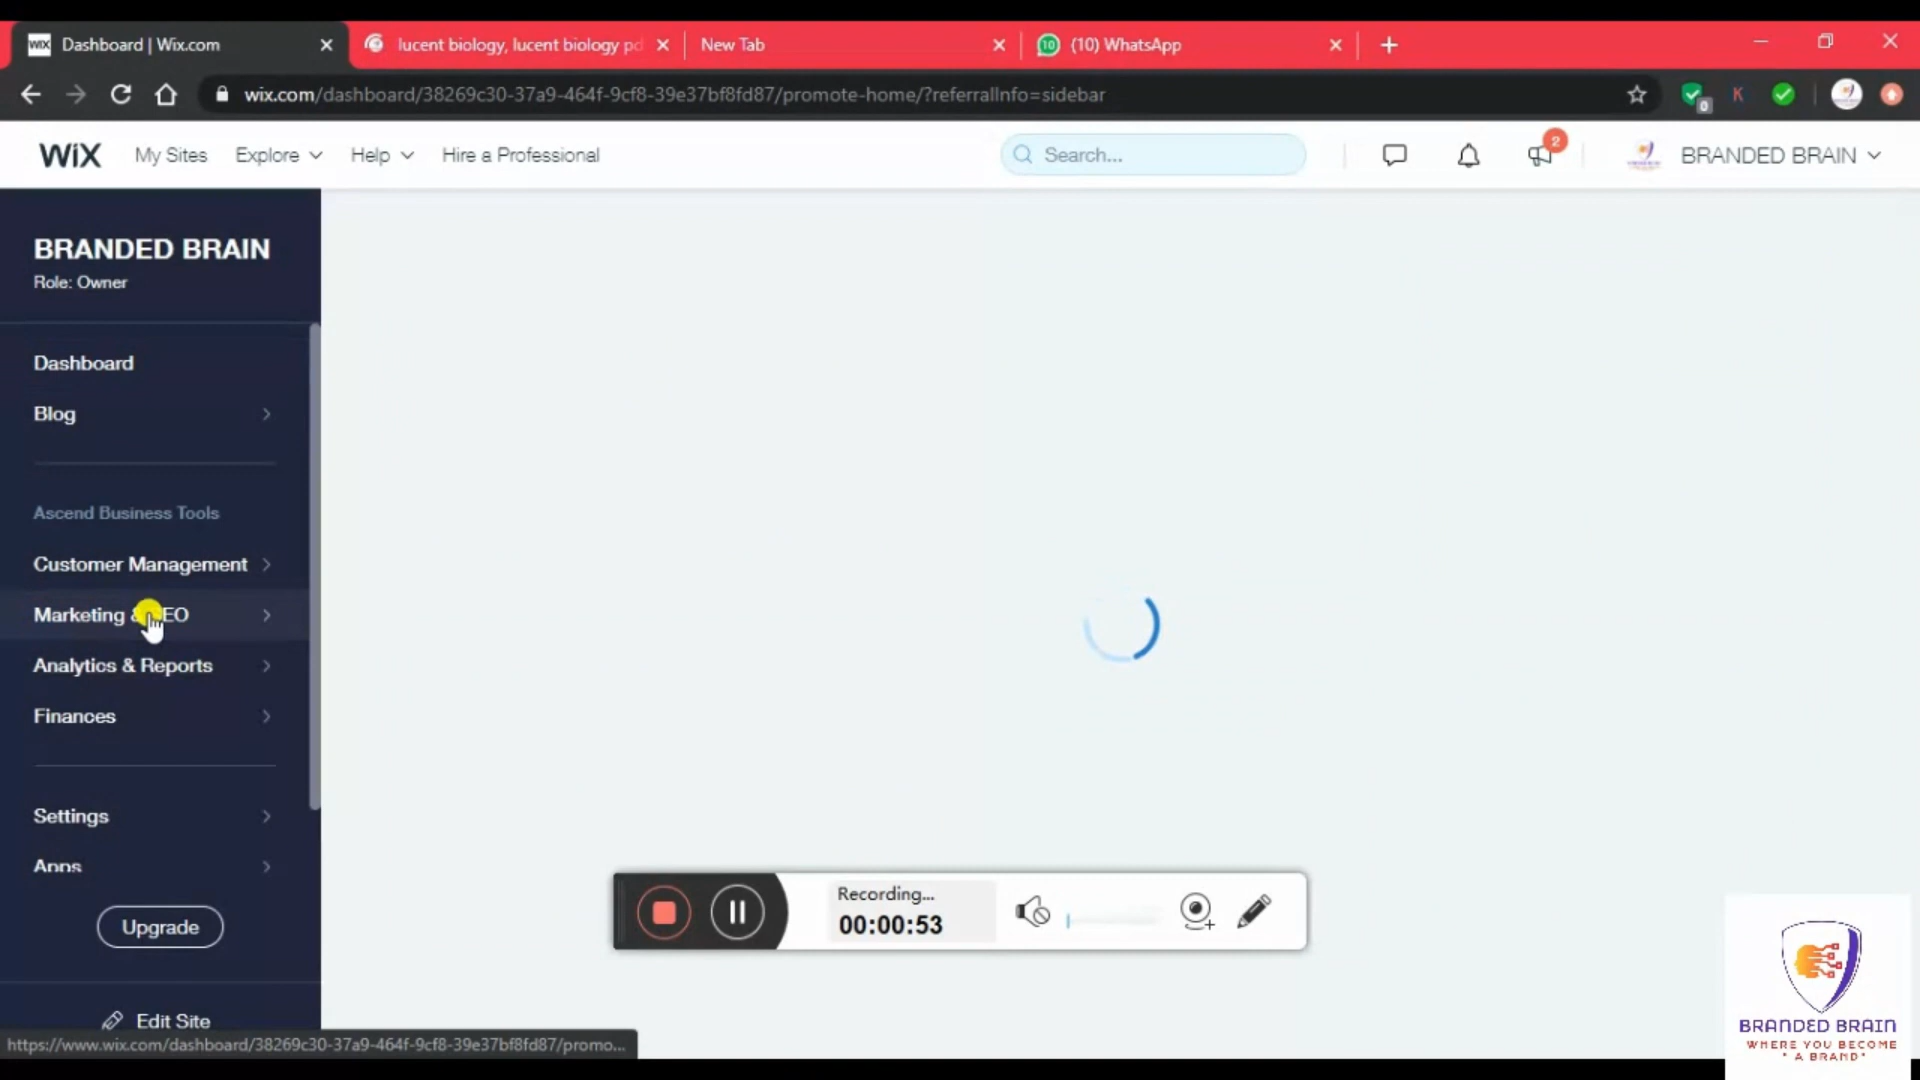 Dashboard | Wix.com
lucent biology, lucent biology pd
New Tab
(10) WhatsApp
wix.com/dashboard/38269c30-37a9-464f-9cf8-39e37bf8fd87/promote-home/?referralInfo=sidebar
0
K
WiX
My Sites
Explore
Help
Hire a Professional
Search...
2
BRANDED BRAIN
BRANDED BRAIN
Role: Owner
Dashboard
Blog
Ascend Business Tools
Customer Management
Marketing & SEO
Analytics & Reports
Finances
Settings
Apps
Upgrade
Edit Site
https://www.wix.com/dashboard/38269c30-37a9-464f-9cf8-39e37bf8fd87/promo...
Recording...
00:00:53
BRANDED BRAIN
WHERE YOU BECOME
"A BRAND"